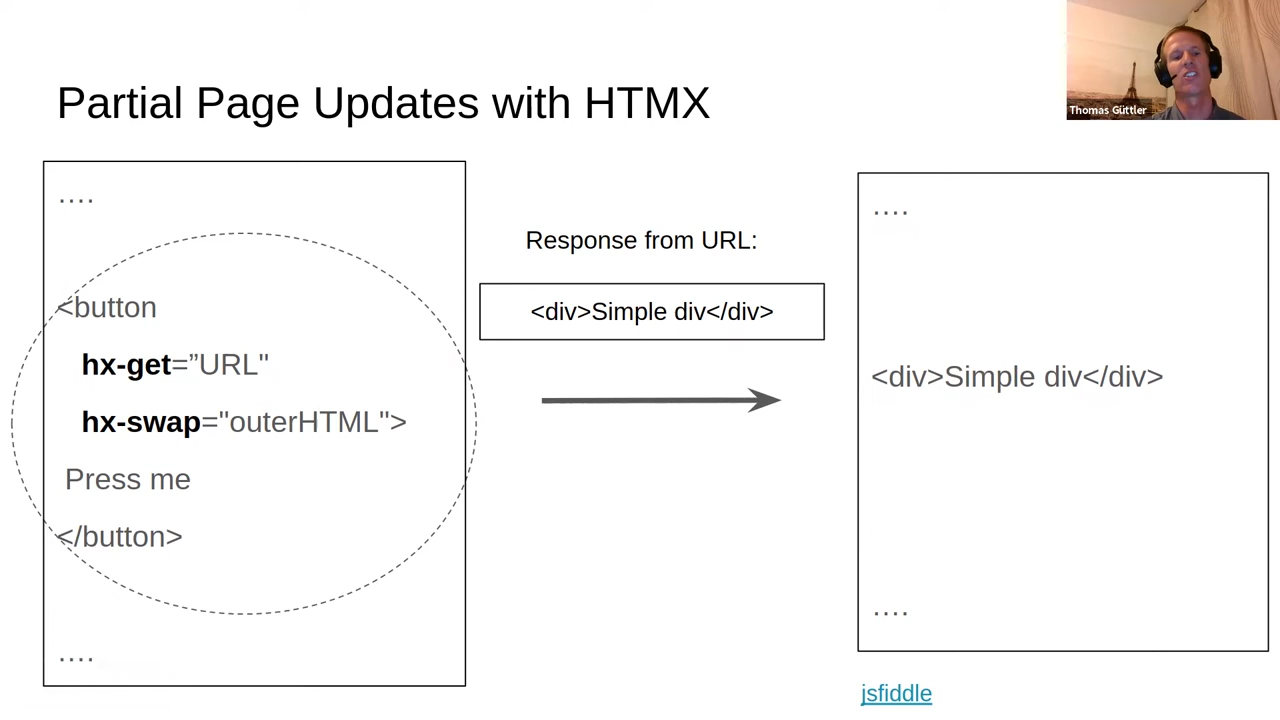 Partial Page Updates with HTMX
Thomas Güttler
....
<button
hx-get=”URL"
hx-swap="outerHTML">
Press me
</button>
....
Response from URL:
<div>Simple div</div>
....
<div>Simple div</div>
....
jsfiddle